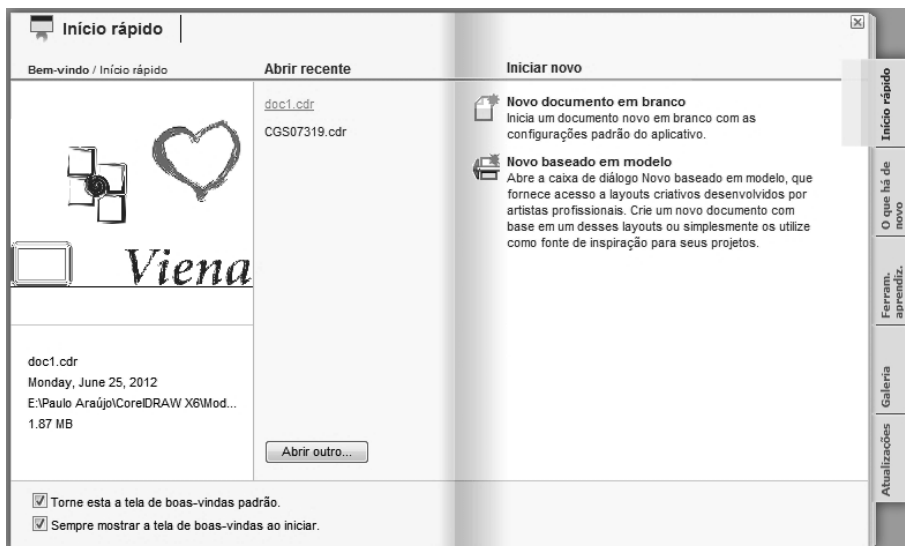 Início rápido
Bem-vindo / Início rápido
Abrir recente
doc1.cdr
CGS07319.cdr
Viena
doc1.cdr
Monday, June 25, 2012
E:\Paulo Araújo\CorelDRAW X6\Mod...
1.87 MB
Abrir outro...
Iniciar novo
Novo documento em branco
Inicia um documento novo em branco com as
configurações padrão do aplicativo.
Novo baseado em modelo
Abre a caixa de diálogo Novo baseado em modelo, que
fornece acesso a layouts criativos desenvolvidos por
artistas profissionais. Crie um novo documento com
base em um desses layouts ou simplesmente os utilize
como fonte de inspiração para seus projetos.
Torne esta a tela de boas-vindas padrão.
Sempre mostrar a tela de boas-vindas ao iniciar.
Início rápido
O que há de
novo
Ferram.
aprendiz.
Galeria
Atualizações